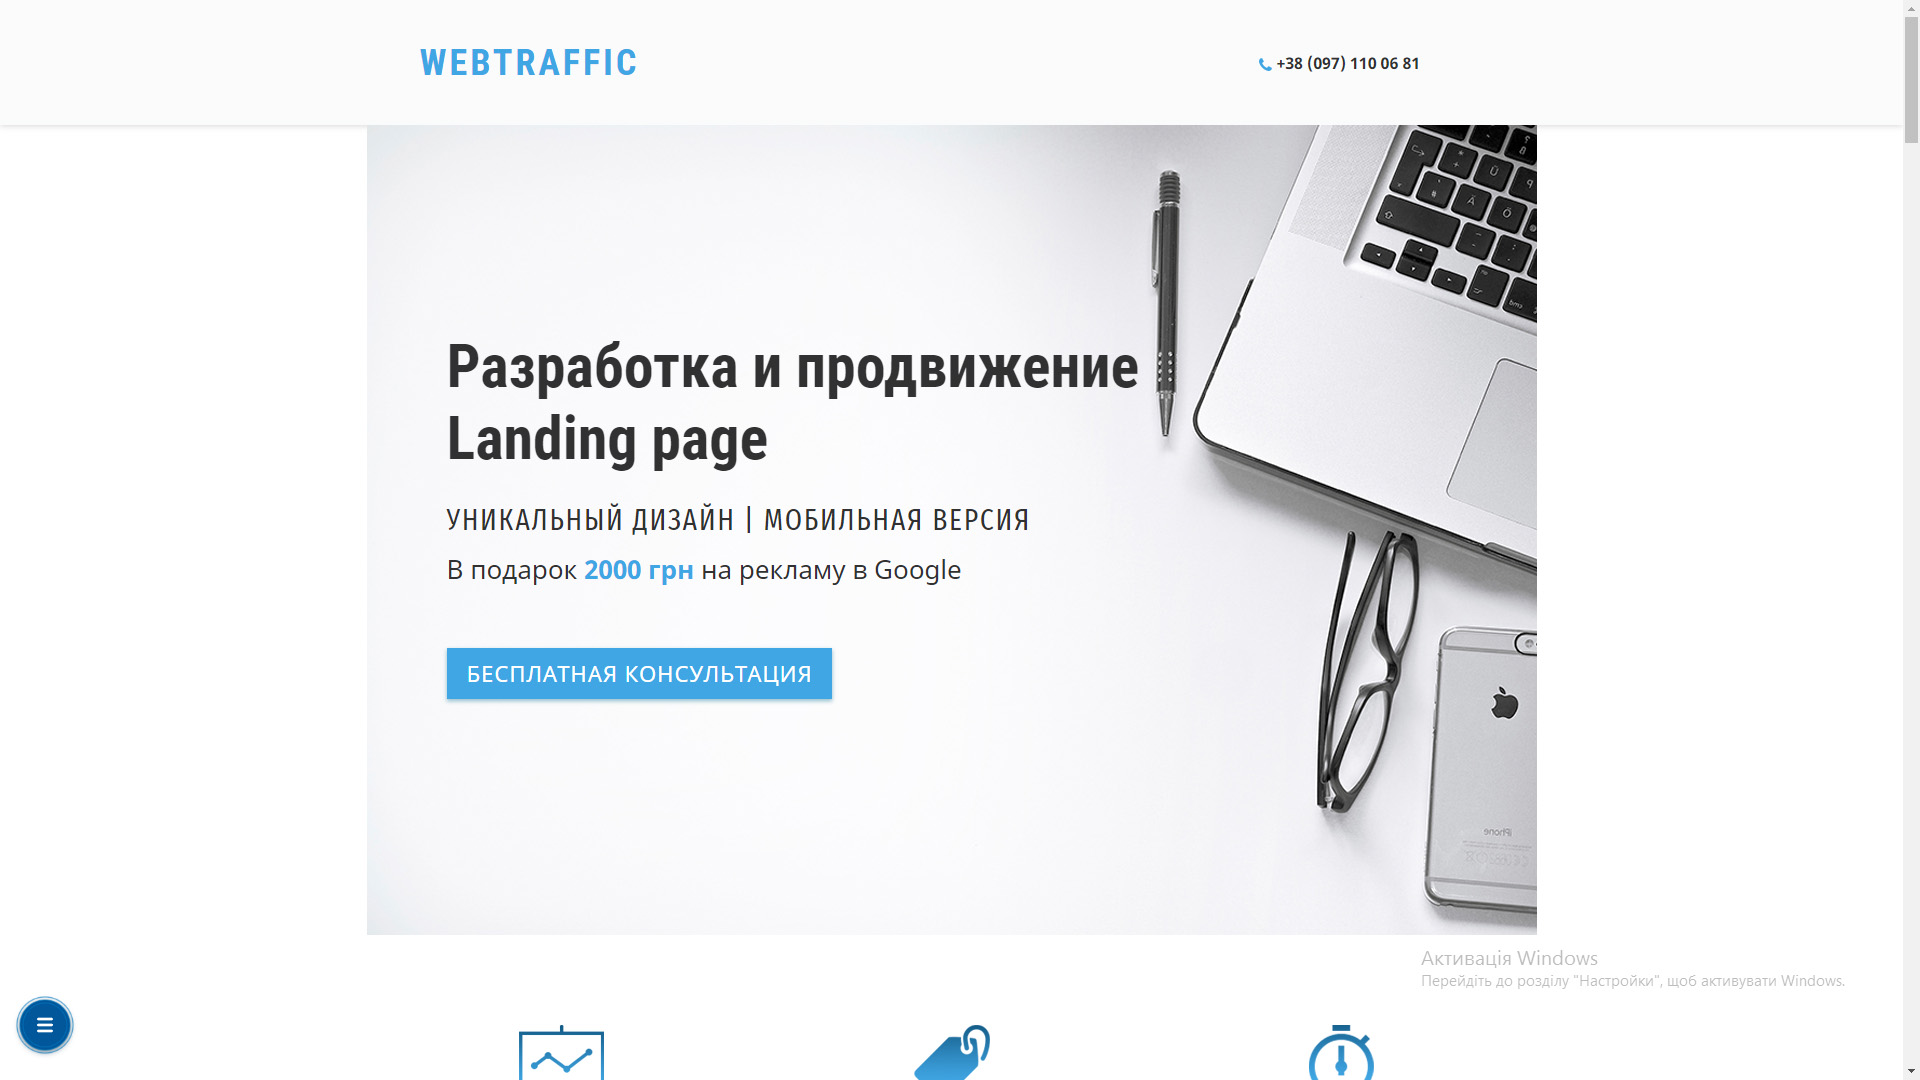 WEBTRAFFIC
+38 (097) 110 06 81
Разработка и продвижение
Landing page
УНИКАЛЬНЫЙ ДИЗАЙН | МОБИЛЬНАЯ ВЕРСИЯ
В подарок 2000 грн на рекламу в Google
БЕСПЛАТНАЯ КОНСУЛЬТАЦИЯ
iPhone
Активація Windows
Перейдіть до розділу "Настройки", щоб активувати Windows.